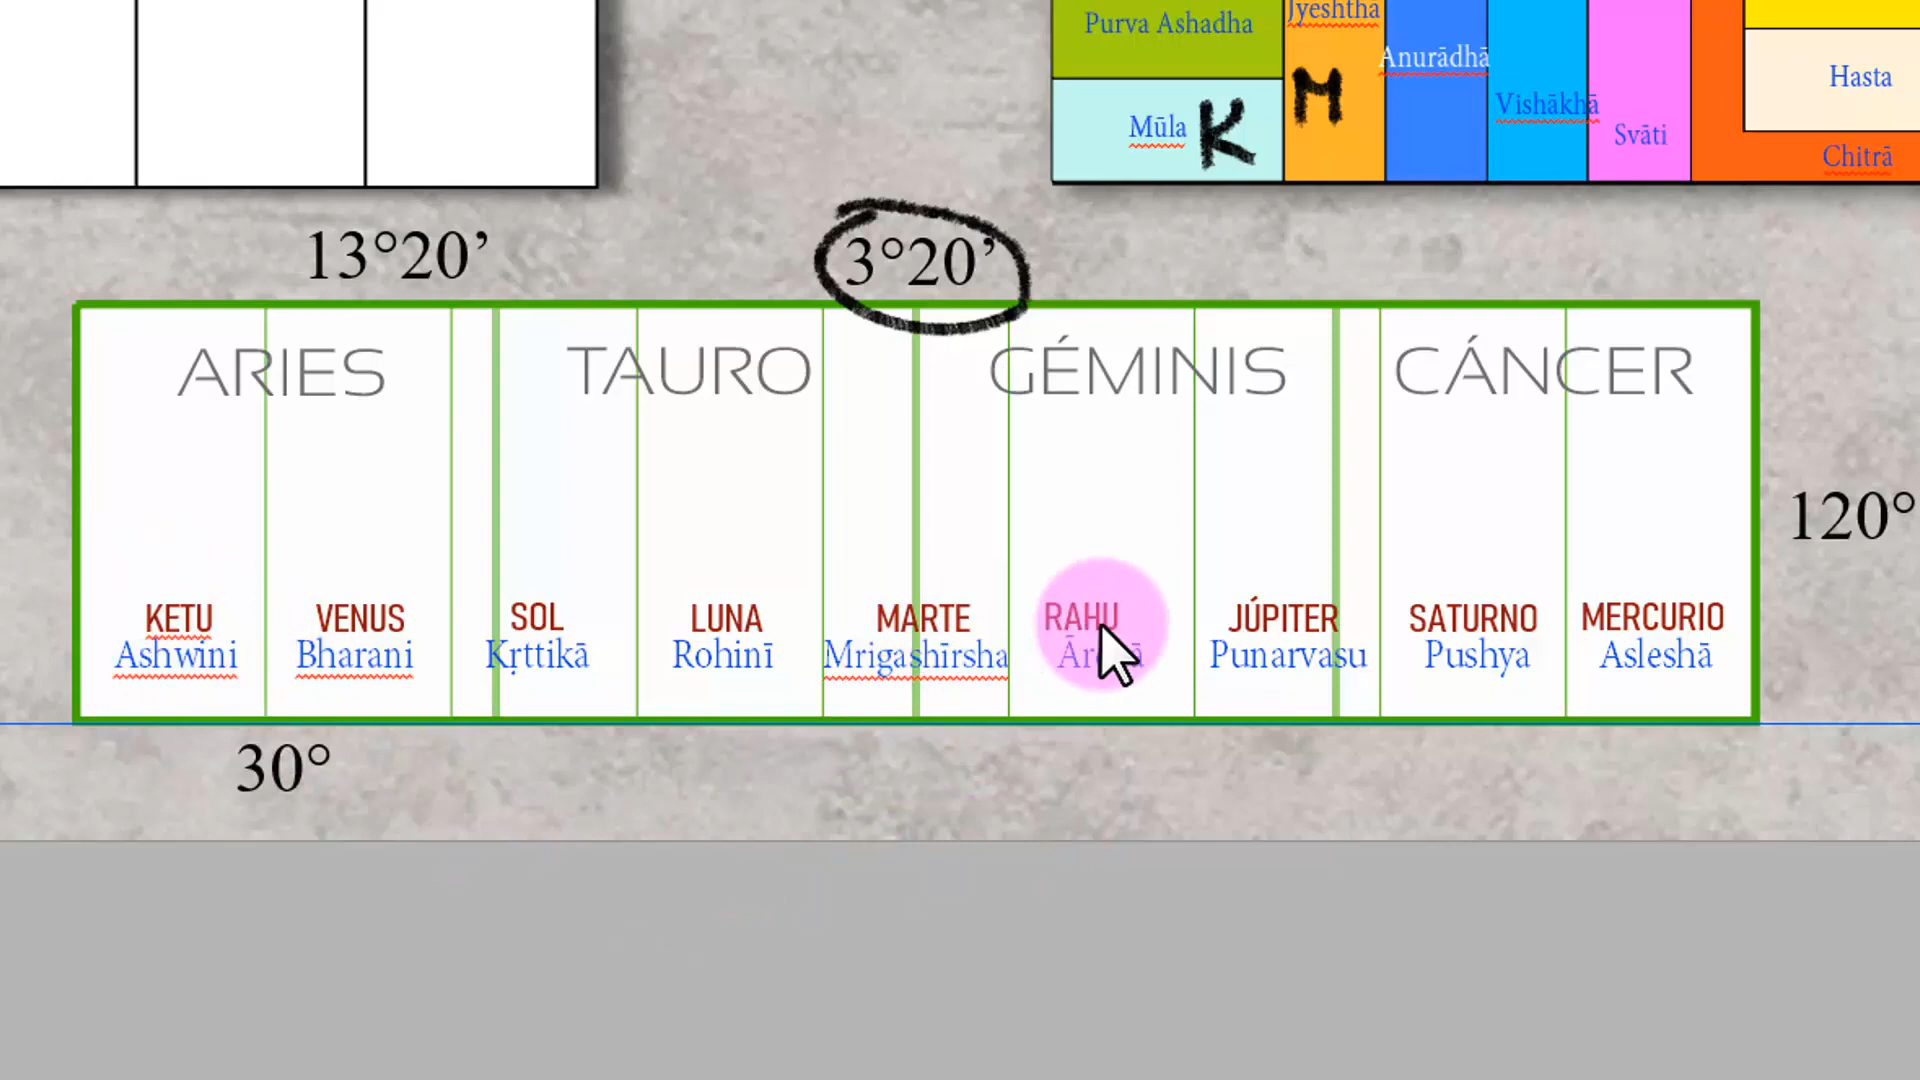 Purva Ashadha
Jyeshtha
Anurādhā
Vishākhā
Svāti
Hasta
Chitrā
Mūla
K
M
13°20’
3°20’
ARIES
TAURO
GÉMINIS
CÁNCER
120°
KETU
VENUS
SOL
LUNA
MARTE
RAHU
JÚPITER
SATURNO
MERCURIO
Ashwini
Bharani
Kṛttikā
Rohinī
Mrigashīrsha
Punarvasu
Pushya
Asleshā
30°